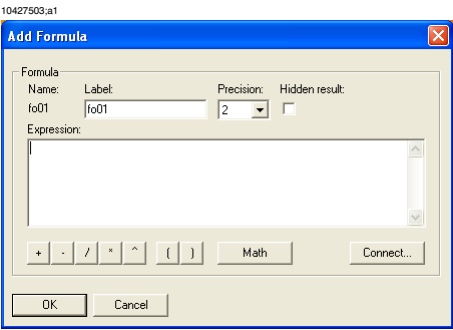 10427503;a1
Add Formula
Formula
Name: Label: Precision: Hidden result:
fo01 fo01 2
Expression:
+ - / * ^ ( ) Math Connect...
OK Cancel